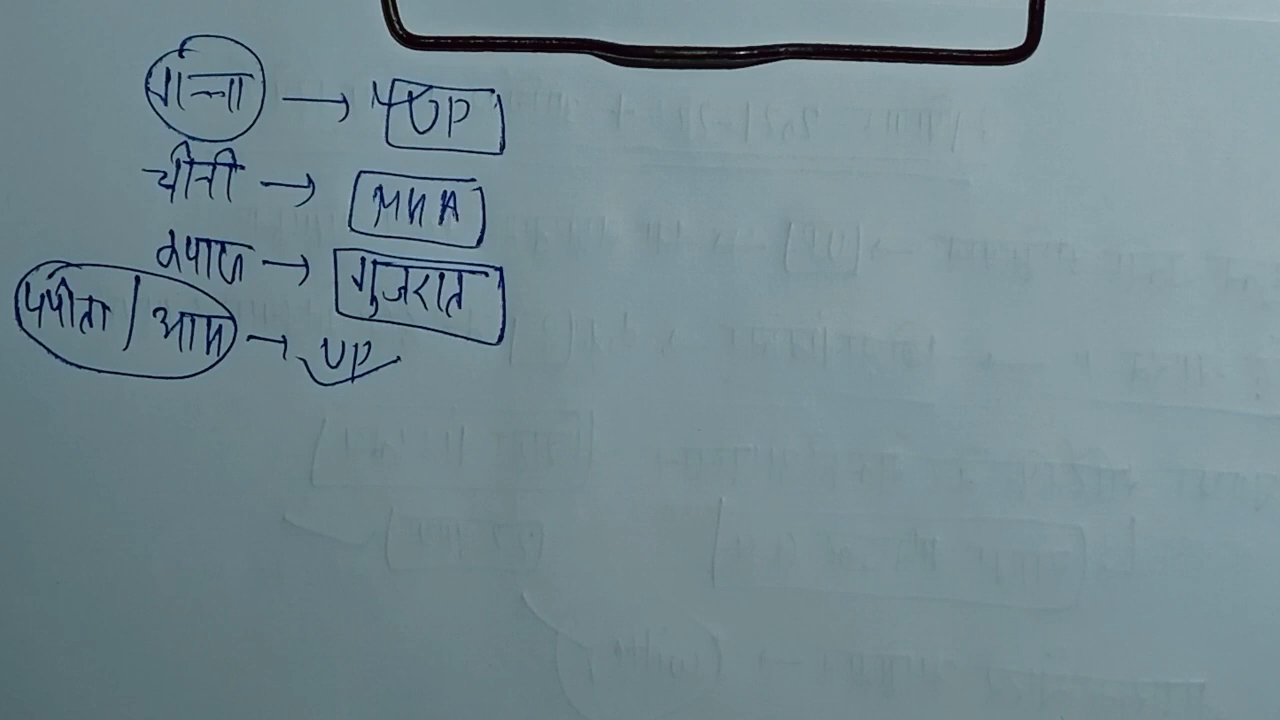 गन्ना → UP
चीनी → MHA
कपास → गुजरात
पपीता / आम → UP